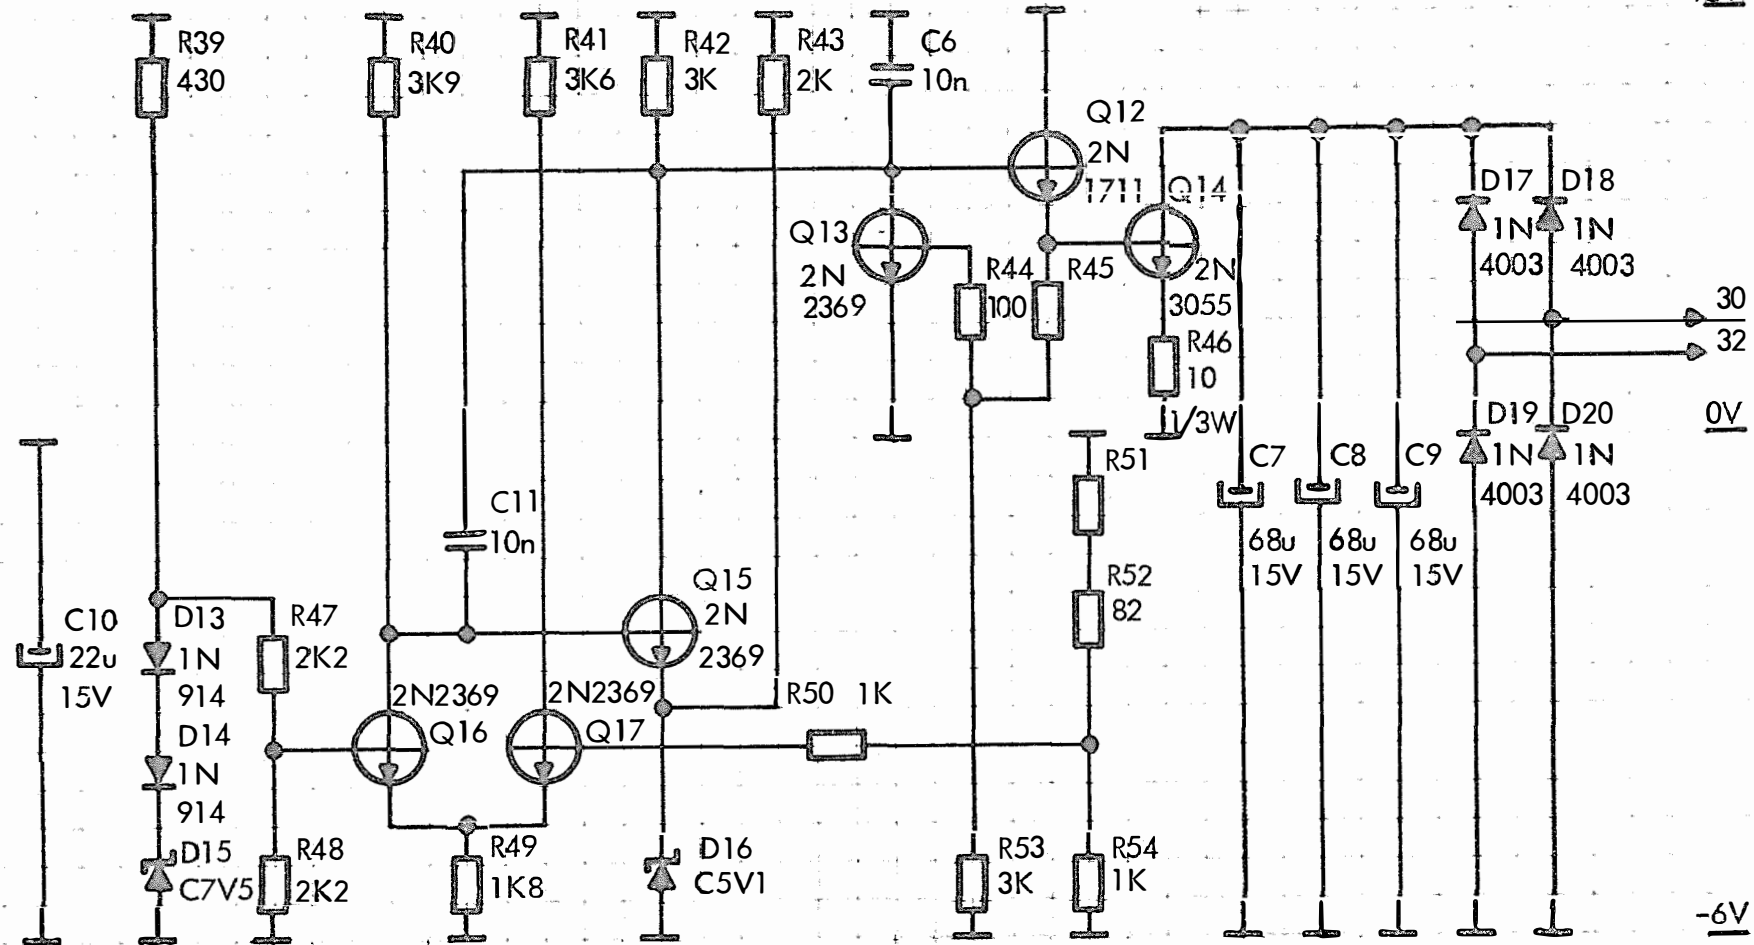 R39
430
R40
3K9
R41
3K6
R42
3K
R43
2K
C6
10n
Q12
2N
1711
Q14
2N
3055
Q13
2N
2369
R44
100
R45
R46
10
1/3W
D17
1N
4003
D18
1N
4003
30
32
D19
1N
4003
D20
1N
4003
0V
C7
68u
15V
C8
68u
15V
C9
68u
15V
R51
R52
82
C11
10n
Q15
2N
2369
C10
22u
15V
D13
1N
914
R47
2K2
2N2369
Q16
2N2369
Q17
R50 1K
D14
1N
914
D15
C7V5
R48
2K2
R49
1K8
D16
C5V1
R53
3K
R54
1K
-6V